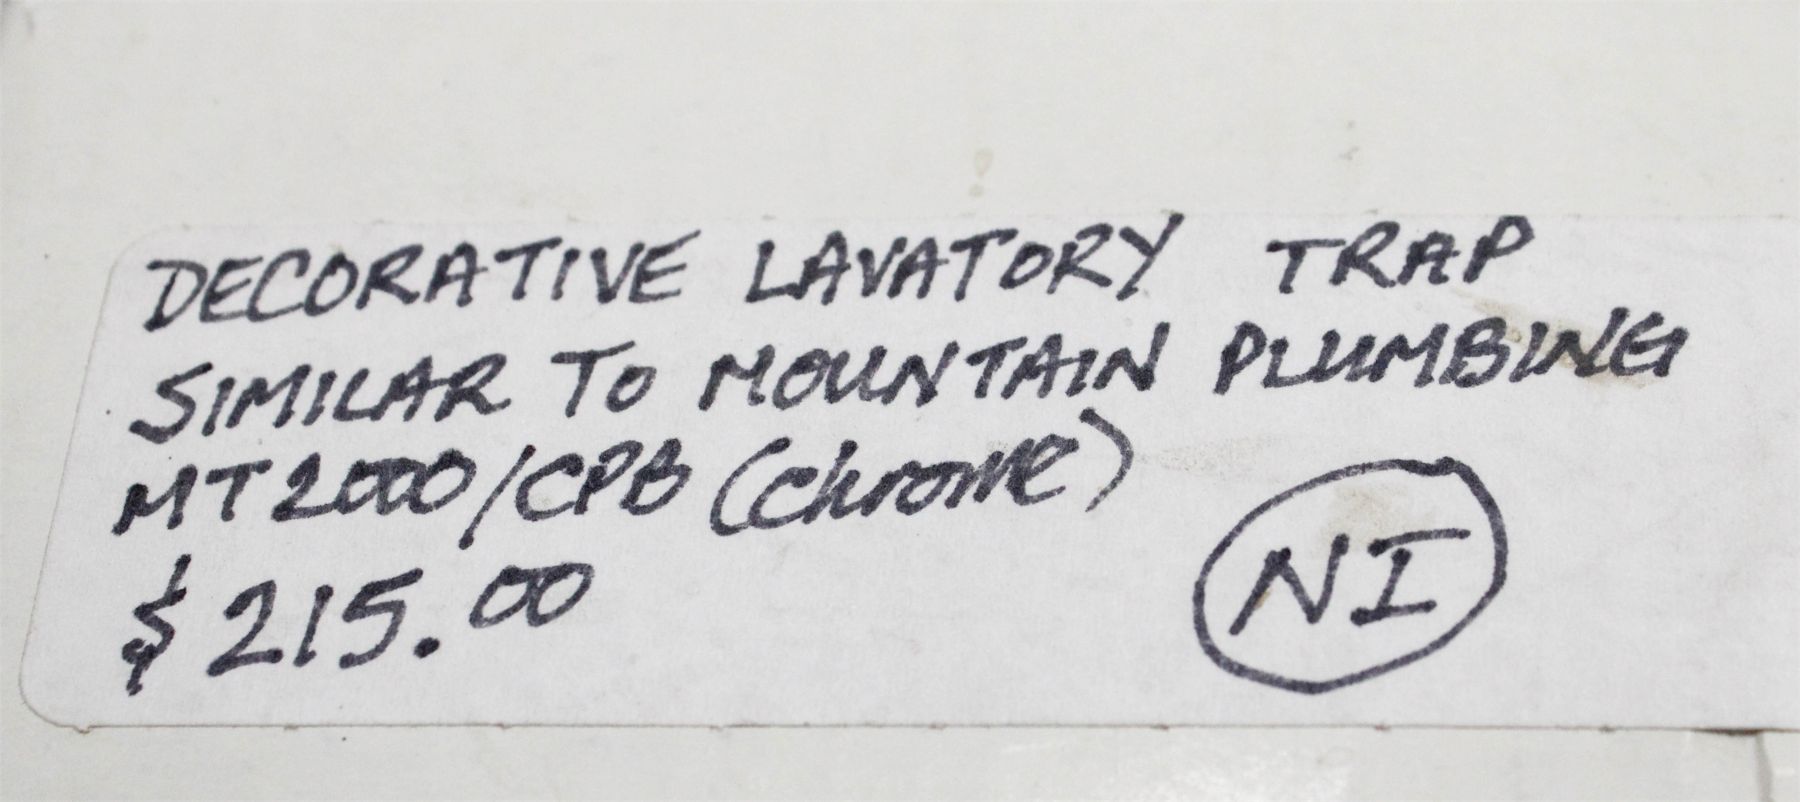 DECORATIVE LAVATORY TRAP
SIMILAR TO MOUNTAIN PLUMBING
MT2000/CPB (Chrome)
$215.00
NI